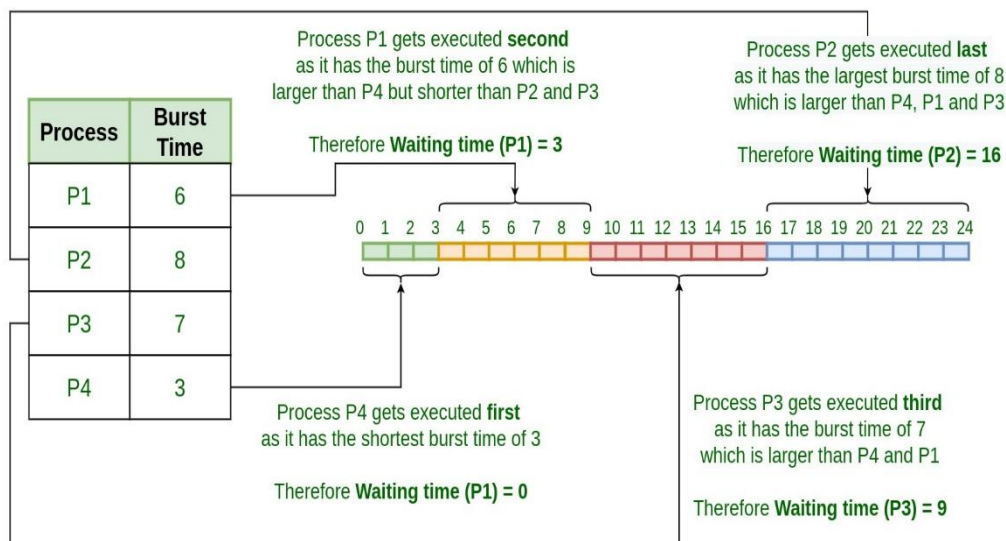 Process P1 gets executed second
as it has the burst time of 6 which is
larger than P4 but shorter than P2 and P3
Therefore Waiting time (P1) = 3
Process P2 gets executed last
as it has the largest burst time of 8
which is larger than P4, P1 and P3
Therefore Waiting time (P2) = 16
Process Burst Time
P1 6
P2 8
P3 7
P4 3
0 1 2 3 4 5 6 7 8 9 10 11 12 13 14 15 16 17 18 19 20 21 22 23 24
Process P4 gets executed first
as it has the shortest burst time of 3
Therefore Waiting time (P1) = 0
Process P3 gets executed third
as it has the burst time of 7
which is larger than P4 and P1
Therefore Waiting time (P3) = 9